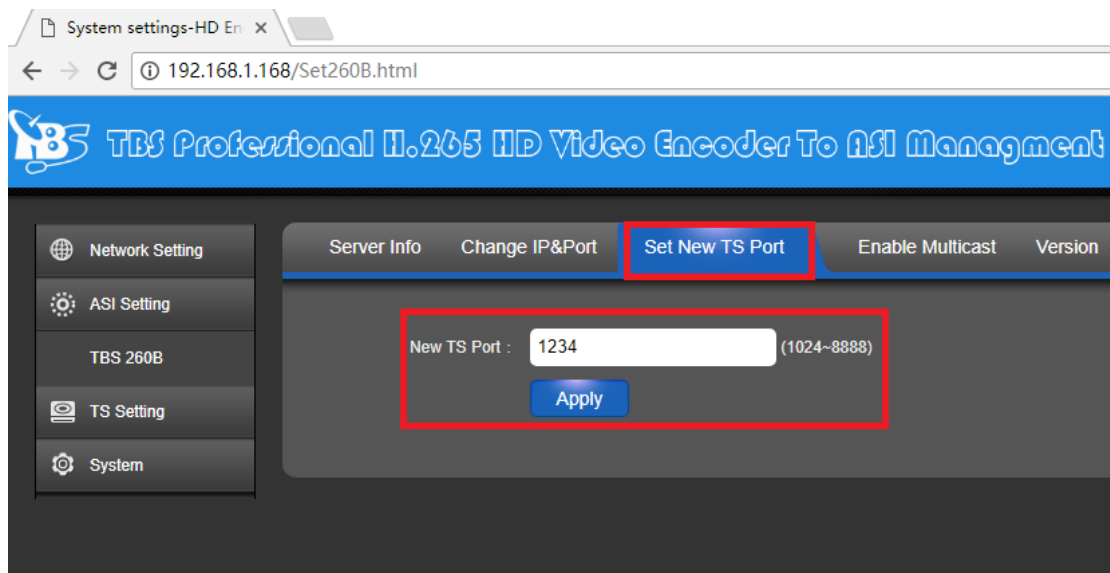 System settings-HD En
192.168.1.168/Set260B.html
TBS TBS Professional H.265 HD Video Encoder To ASI Managment
Network Setting
ASI Setting
TBS 260B
TS Setting
System
Server Info Change IP&Port Set New TS Port Enable Multicast Version
New TS Port : 1234 (1024~8888)
Apply